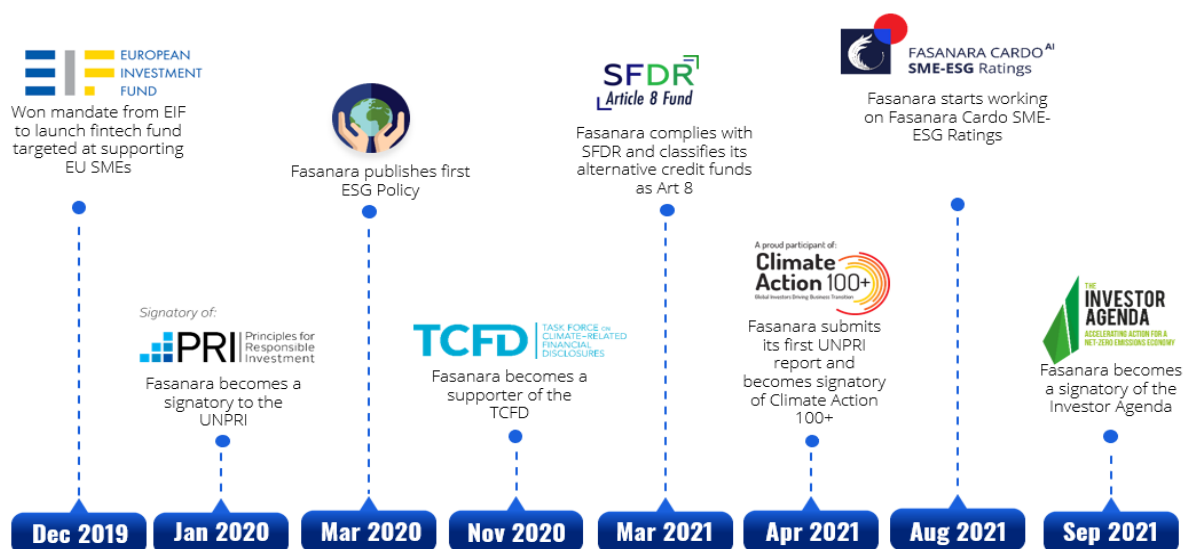 EUROPEAN
INVESTMENT
FUND
Won mandate from EIF
to launch fintech fund
targeted at supporting
EU SMEs
Signatory of:
PRI
Principles for
Responsible
Investment
Fasanara becomes a
signatory to the
UNPRI
Fasanara publishes first
ESG Policy
TCFD
TASK FORCE ON
CLIMATE-RELATED
FINANCIAL
DISCLOSURES
Fasanara becomes a
supporter of the
TCFD
SFDR
Article 8 Fund
Fasanara complies with
SFDR and classifies its
alternative credit funds
as Art 8
A proud participant of:
Climate
Action 100+
Global Investors Driving Business Transition
Fasanara submits
its first UNPRI
report and
becomes signatory
of Climate Action
100+
FASANARA CARDO AI
SME-ESG Ratings
Fasanara starts working
on Fasanara Cardo SME-
ESG Ratings
THE
INVESTOR
AGENDA
ACCELERATING ACTION FOR A
NET-ZERO EMISSIONS ECONOMY
Fasanara becomes
a signatory of the
Investor Agenda
Dec 2019
Jan 2020
Mar 2020
Nov 2020
Mar 2021
Apr 2021
Aug 2021
Sep 2021